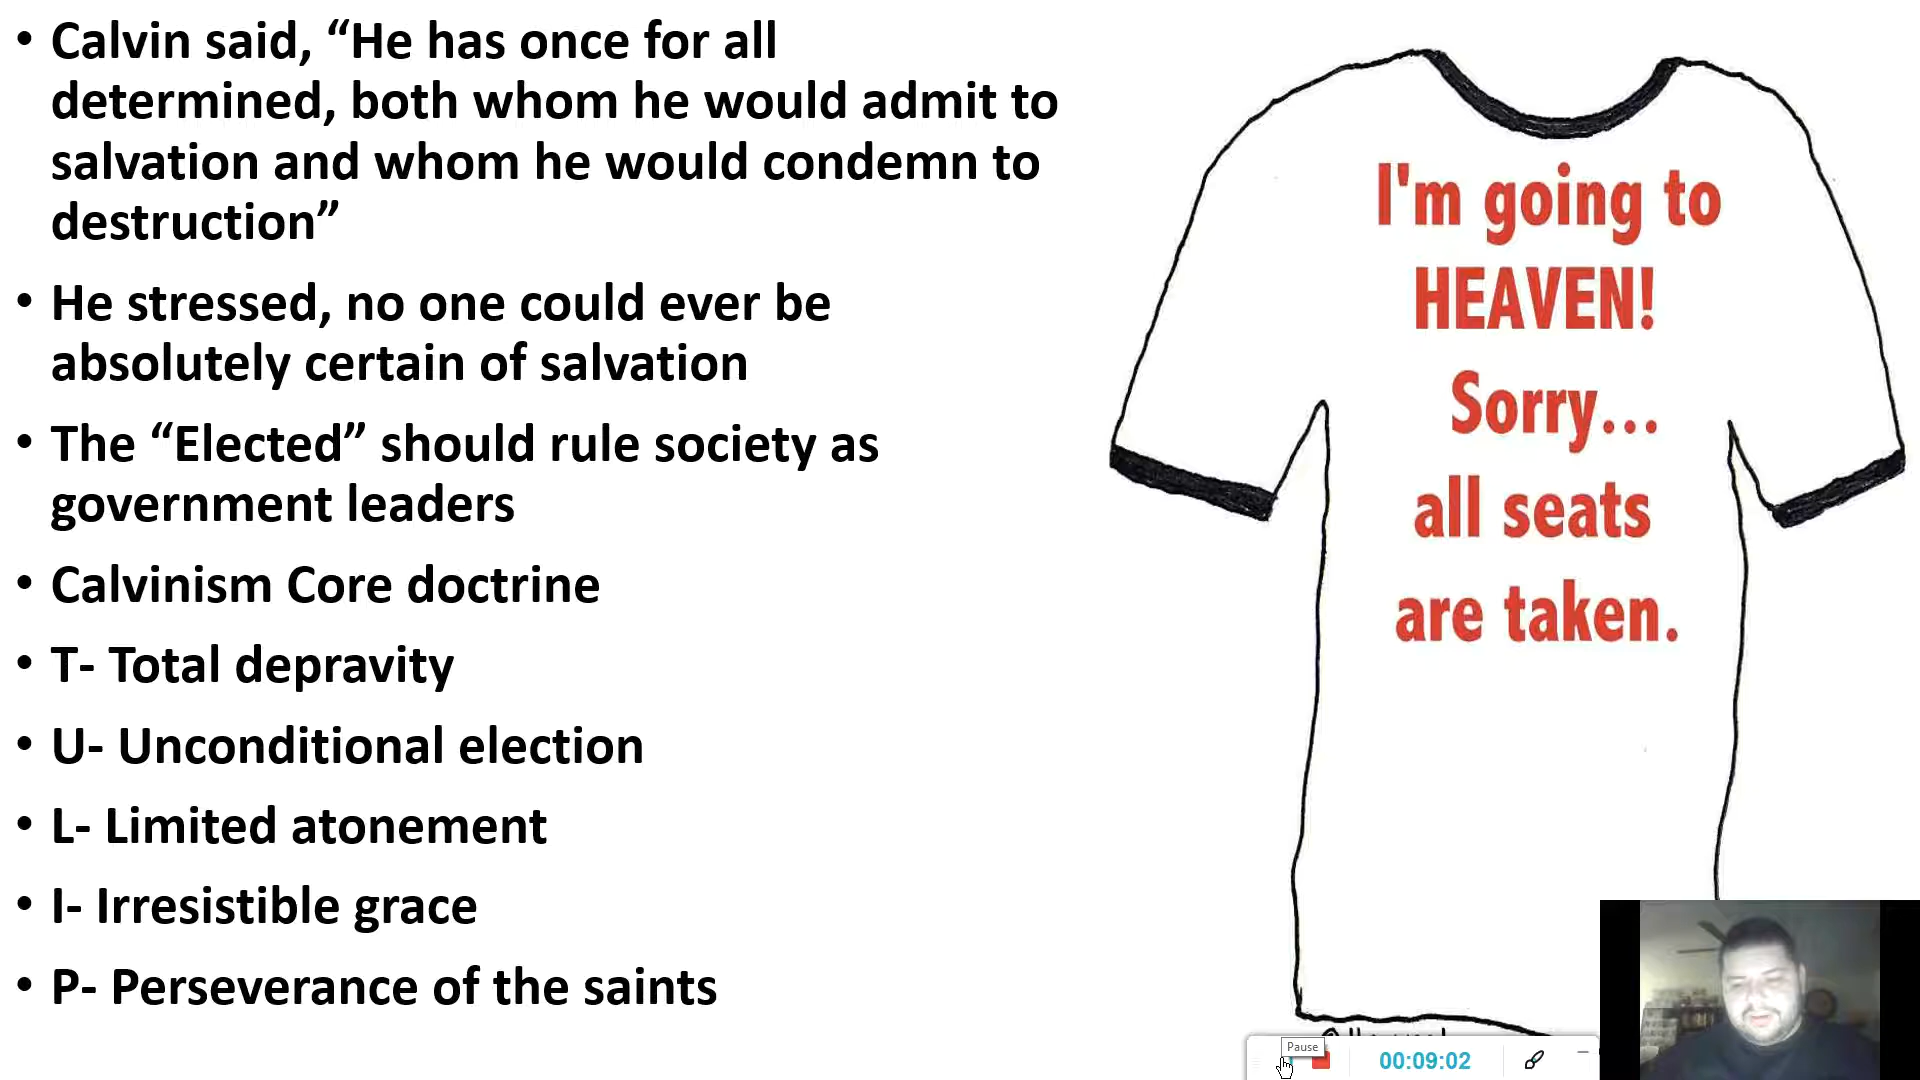 • Calvin said, “He has once for all
determined, both whom he would admit to
salvation and whom he would condemn to
destruction”
• He stressed, no one could ever be
absolutely certain of salvation
• The “Elected” should rule society as
government leaders
• Calvinism Core doctrine
• T- Total depravity
• U- Unconditional election
• L- Limited atonement
• I- Irresistible grace
• P- Perseverance of the saints
I'm going to
HEAVEN!
Sorry...
all seats
are taken.
Pause
00:09:02